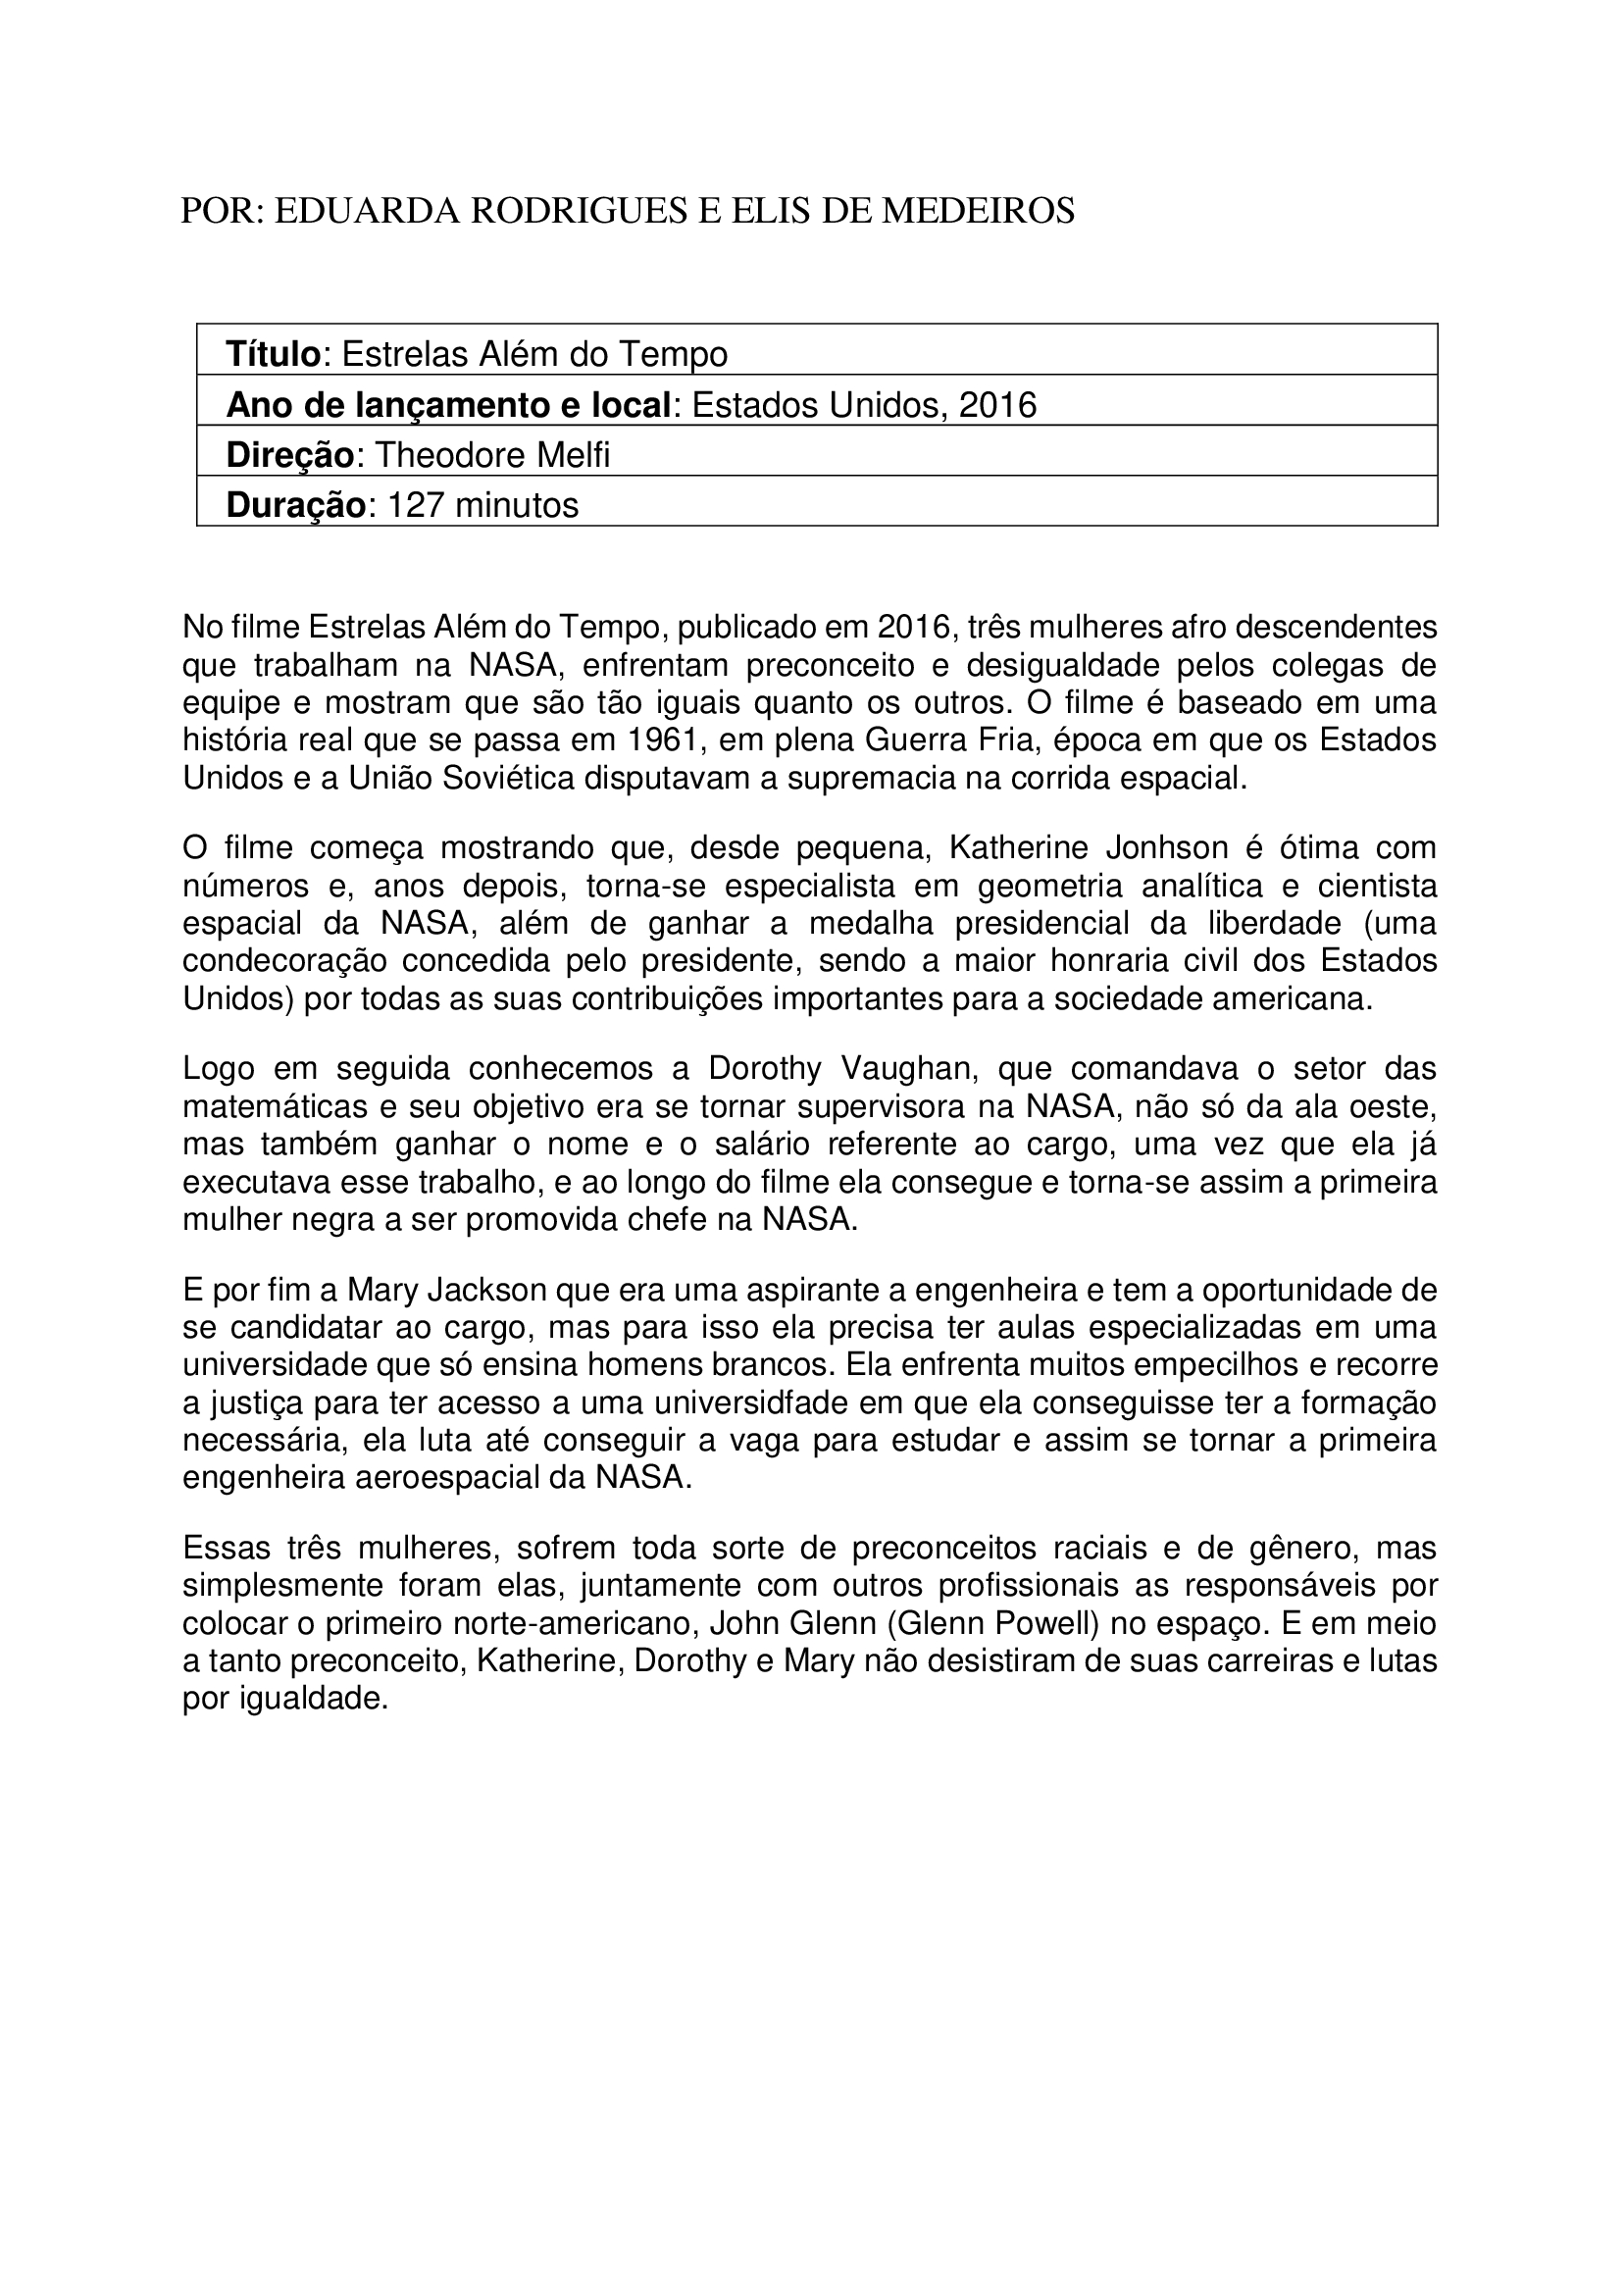 POR: EDUARDA RODRIGUES E ELIS DE MEDEIROS
Título: Estrelas Além do Tempo
Ano de lançamento e local: Estados Unidos, 2016
Direção: Theodore Melfi
Duração: 127 minutos
No filme Estrelas Além do Tempo, publicado em 2016, três mulheres afro descendentes
que trabalham na NASA, enfrentam preconceito e desigualdade pelos colegas de
equipe e mostram que são tão iguais quanto os outros. O filme é baseado em uma
história real que se passa em 1961, em plena Guerra Fria, época em que os Estados
Unidos e a União Soviética disputavam a supremacia na corrida espacial.
O filme começa mostrando que, desde pequena, Katherine Jonhson é ótima com
números e, anos depois, torna-se especialista em geometria analítica e cientista
espacial da NASA, além de ganhar a medalha presidencial da liberdade (uma
condecoração concedida pelo presidente, sendo a maior honraria civil dos Estados
Unidos) por todas as suas contribuições importantes para a sociedade americana.
Logo em seguida conhecemos a Dorothy Vaughan, que comandava o setor das
matemáticas e seu objetivo era se tornar supervisora na NASA, não só da ala oeste,
mas também ganhar o nome e o salário referente ao cargo, uma vez que ela já
executava esse trabalho, e ao longo do filme ela consegue e torna-se assim a primeira
mulher negra a ser promovida chefe na NASA.
E por fim a Mary Jackson que era uma aspirante a engenheira e tem a oportunidade de
se candidatar ao cargo, mas para isso ela precisa ter aulas especializadas em uma
universidade que só ensina homens brancos. Ela enfrenta muitos empecilhos e recorre
a justiça para ter acesso a uma universidfade em que ela conseguisse ter a formação
necessária, ela luta até conseguir a vaga para estudar e assim se tornar a primeira
engenheira aeroespacial da NASA.
Essas três mulheres, sofrem toda sorte de preconceitos raciais e de gênero, mas
simplesmente foram elas, juntamente com outros profissionais as responsáveis por
colocar o primeiro norte-americano, John Glenn (Glenn Powell) no espaço. E em meio
a tanto preconceito, Katherine, Dorothy e Mary não desistiram de suas carreiras e lutas
por igualdade.